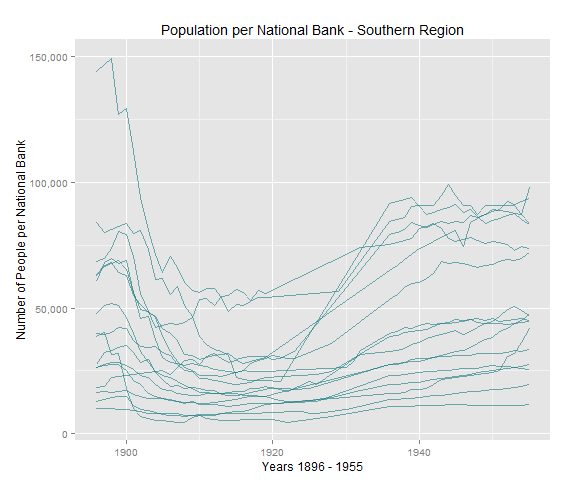 Population per National Bank - Southern Region
Number of People per National Bank
150,000
100,000
50,000
0
1900
1920
1940
Years 1896 - 1955